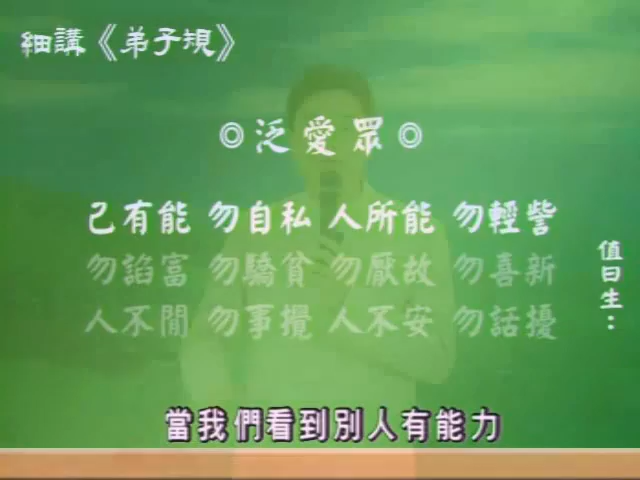 細講《弟子規》
◎泛愛眾◎
己有能 勿自私 人所能 勿輕訾
勿諂富 勿驕貧 勿厭故 勿喜新
人不閒 勿事攪 人不安 勿話擾
值日生：
當我們看到別人有能力